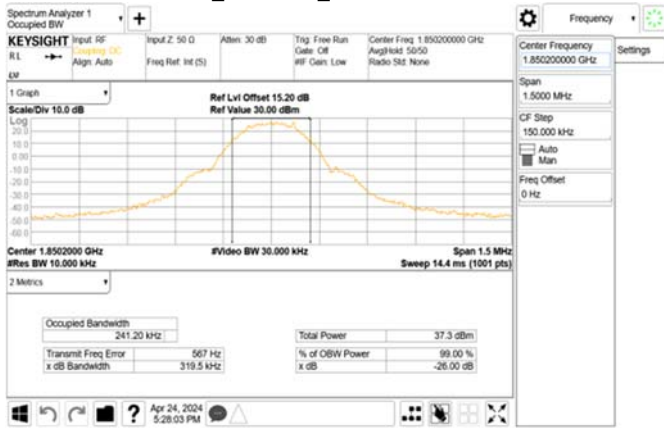 Spectrum Analyzer 1
Occupied BW
Frequency
KEYSIGHT
Input: RF
Coupling: DC
Align: Auto
Input Z: 50 Ω
Freq Ref: Int (S)
Atten: 30 dB
Trig: Free Run
Gate: Off
#IF Gain: Low
Center Freq: 1.850200000 GHz
Avg|Hold: 50/50
Radio Std: None
RL
LXI
Center Frequency
1.850200000 GHz
Settings
Span
1.5000 MHz
CF Step
150.000 kHz
Auto
Man
Freq Offset
0 Hz
1 Graph
Scale/Div 10.0 dB
Ref Lvl Offset 15.20 dB
Ref Value 30.00 dBm
Log
20.0
10.0
0.00
-10.0
-20.0
-30.0
-40.0
-50.0
-60.0
Center 1.8502000 GHz
#Res BW 10.000 kHz
#Video BW 30.000 kHz
Span 1.5 MHz
Sweep 14.4 ms (1001 pts)
2 Metrics
Occupied Bandwidth
241.20 kHz
Total Power 37.3 dBm
Transmit Freq Error 567 Hz
% of OBW Power 99.00 %
x dB Bandwidth 319.5 kHz
x dB -26.00 dB
?
Apr 24, 2024
5:28:03 PM